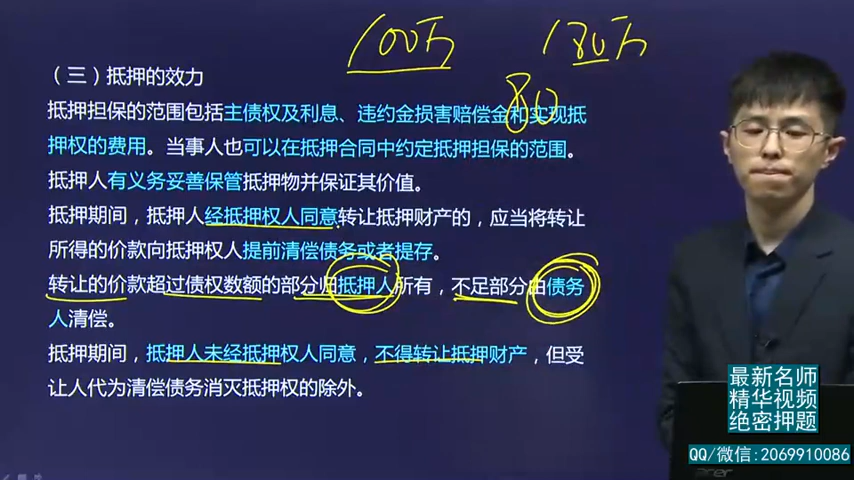 100万 180万
80
（三）抵押的效力
抵押担保的范围包括主债权及利息、违约金损害赔偿金和实现抵
押权的费用。当事人也可以在抵押合同中约定抵押担保的范围。
抵押人有义务妥善保管抵押物并保证其价值。
抵押期间，抵押人经抵押权人同意转让抵押财产的，应当将转让
所得的价款向抵押权人提前清偿债务或者提存。
转让的价款超过债权数额的部分归抵押人所有，不足部分由债务
人清偿。
抵押期间，抵押人未经抵押权人同意，不得转让抵押财产，但受
让人代为清偿债务消灭抵押权的除外。
最新名师
精华视频
绝密押题
QQ/微信:2069910086
acer